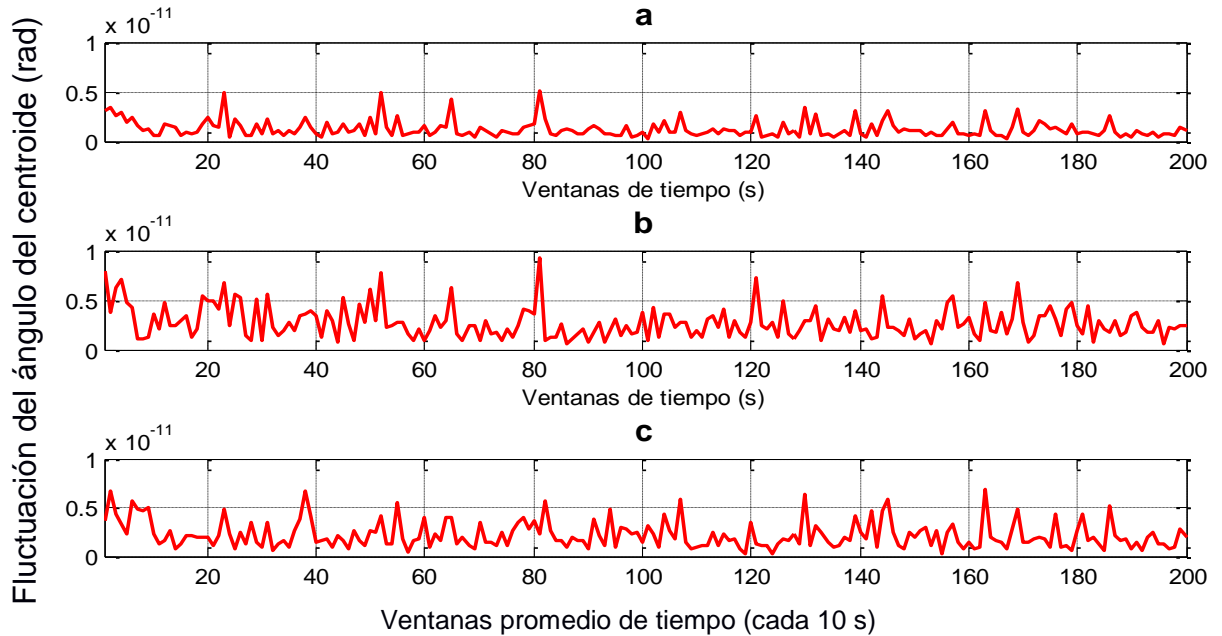 Fluctuación del ángulo del centroide (rad)
a
x 10-11
1
0.5
0
20 40 60 80 100 120 140 160 180 200
Ventanas de tiempo (s)
b
x 10-11
1
0.5
0
20 40 60 80 100 120 140 160 180 200
Ventanas de tiempo (s)
c
x 10-11
1
0.5
0
20 40 60 80 100 120 140 160 180 200
Ventanas promedio de tiempo (cada 10 s)